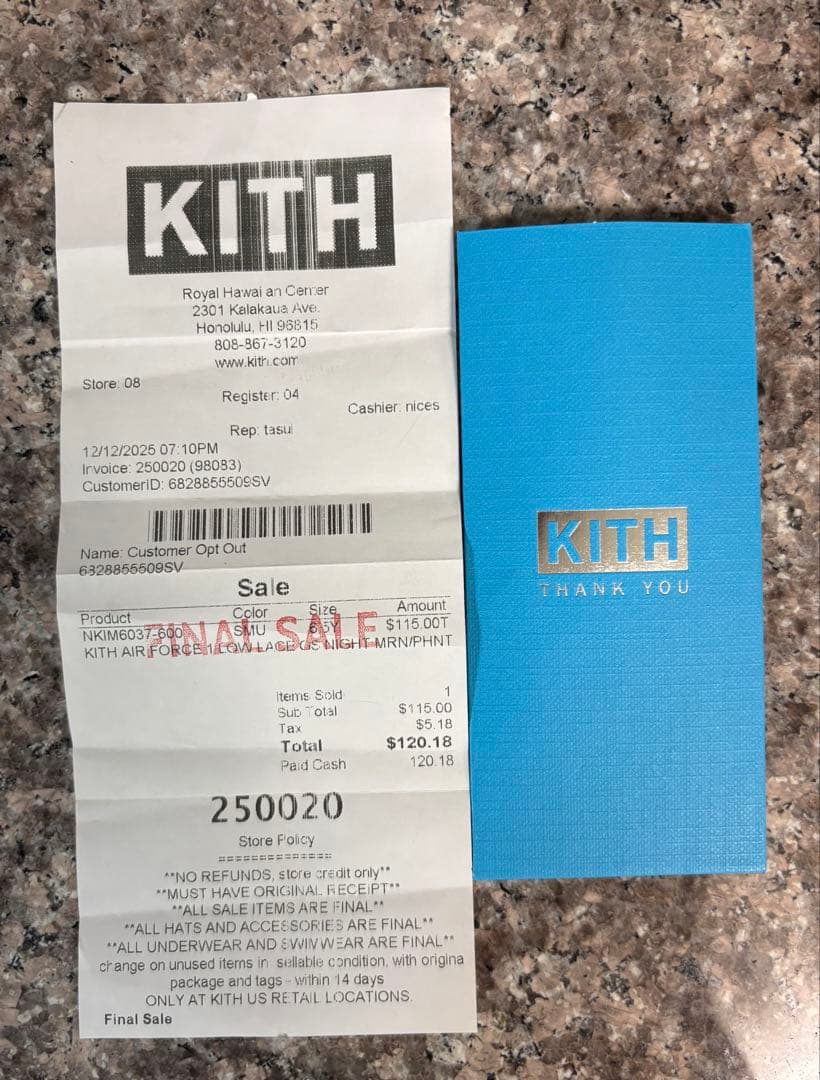 KITH
Royal Hawaiian Center
2301 Kalakaua Ave.
Honolulu, HI 96815
808-867-3120
www.kith.com
Store: 08
Register: 04
Cashier: nices
Rep: tasul
12/12/2025 07:10PM
Invoice: 250020 (98083)
CustomerID: 6828855509SV
Name: Customer Opt Out
6828855509SV
Sale
Product Color Size Amount
NKIM6037-600 SMU 6.5Y $115.00T
FINAL SALE
KITH AIR FORCE 1 LOW LACE GS NIGHT MRN/PHNT
Items Sold 1
Sub Total $115.00
Tax $5.18
Total $120.18
Paid Cash 120.18
250020
Store Policy
==============
**NO REFUNDS, store credit only**
**MUST HAVE ORIGINAL RECEIPT**
**ALL SALE ITEMS ARE FINAL**
**ALL HATS AND ACCESSORIES ARE FINAL**
**ALL UNDERWEAR AND SWIMWEAR ARE FINAL**
change on unused items in sellable condition, with origina
package and tags - within 14 days
ONLY AT KITH US RETAIL LOCATIONS.
Final Sale
KITH
THANK YOU